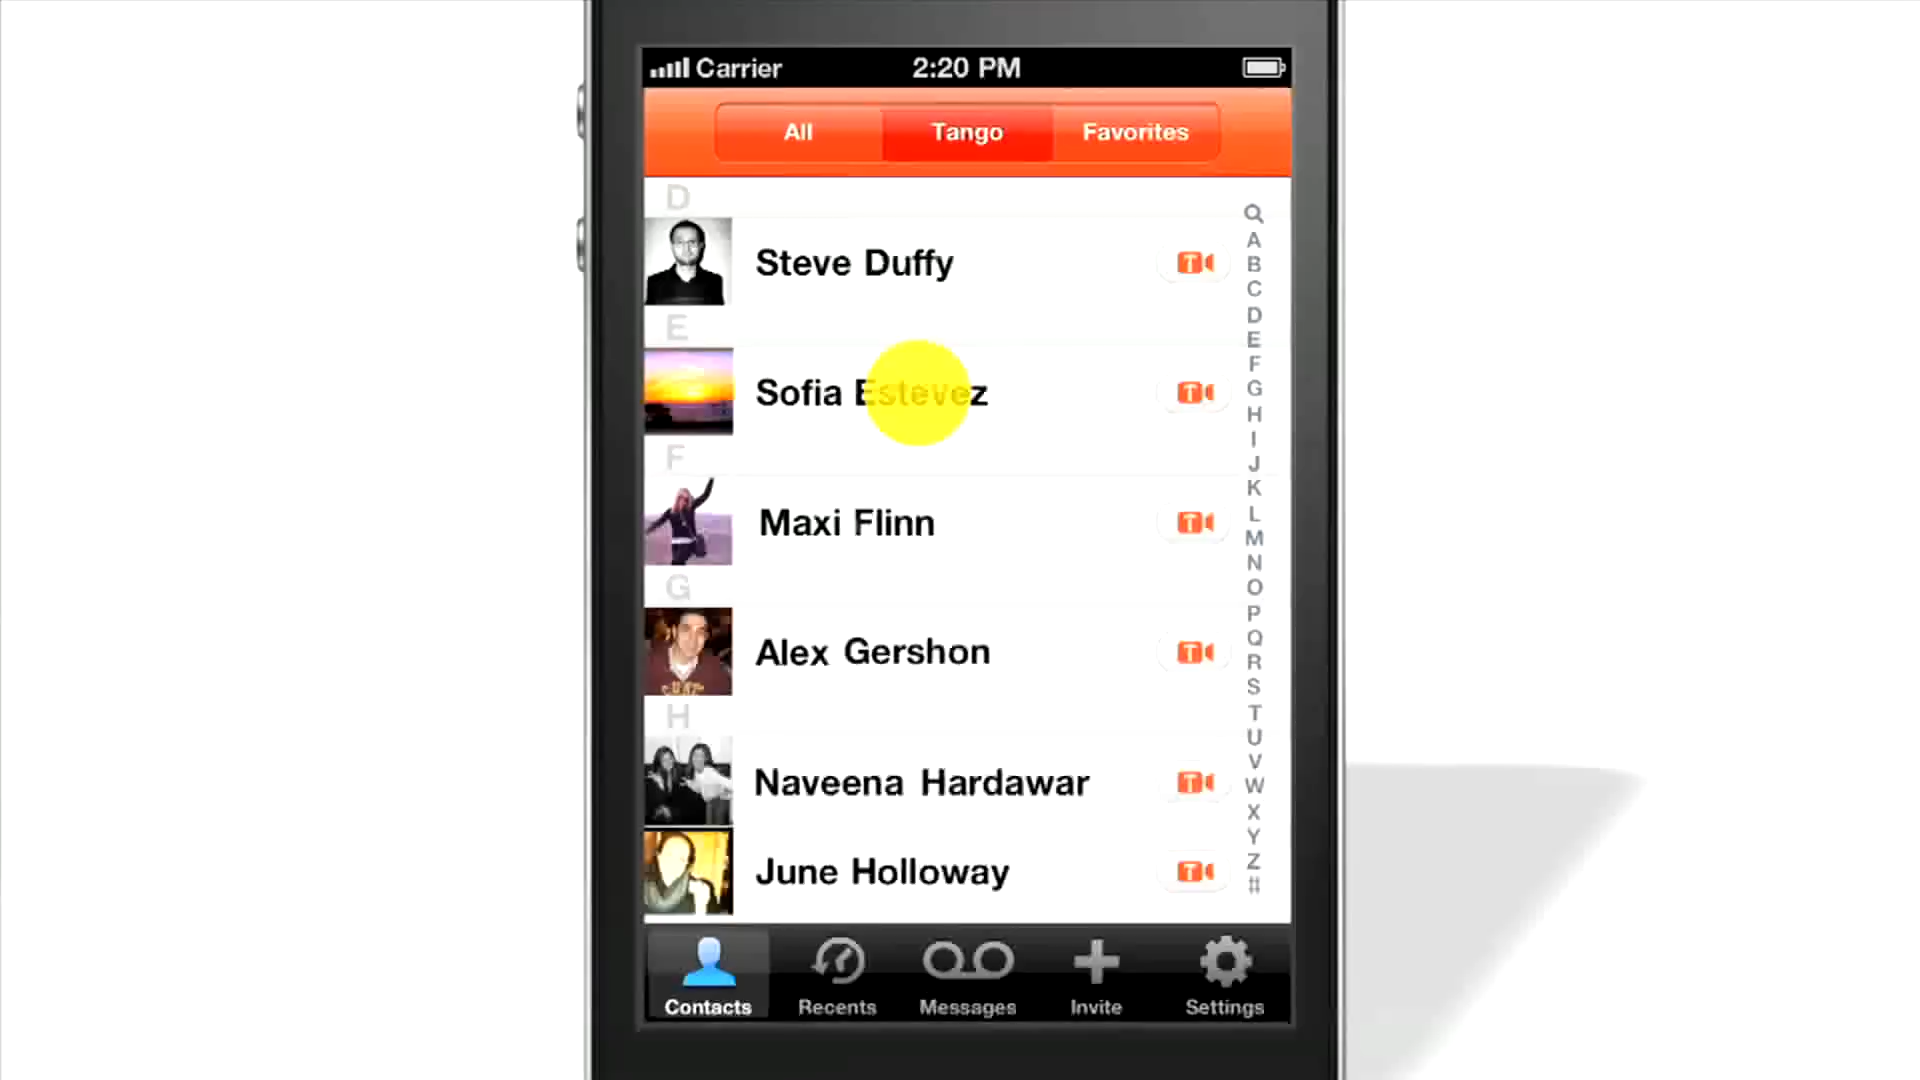 Carrier 2:20 PM
All Tango Favorites
D
Steve Duffy
E
Sofia Estevez
F
Maxi Flinn
G
Alex Gershon
H
Naveena Hardawar
June Holloway
A
B
C
D
E
F
G
H
I
J
K
L
M
N
O
P
Q
R
S
T
U
V
W
X
Y
Z
#
Contacts Recents Messages Invite Settings